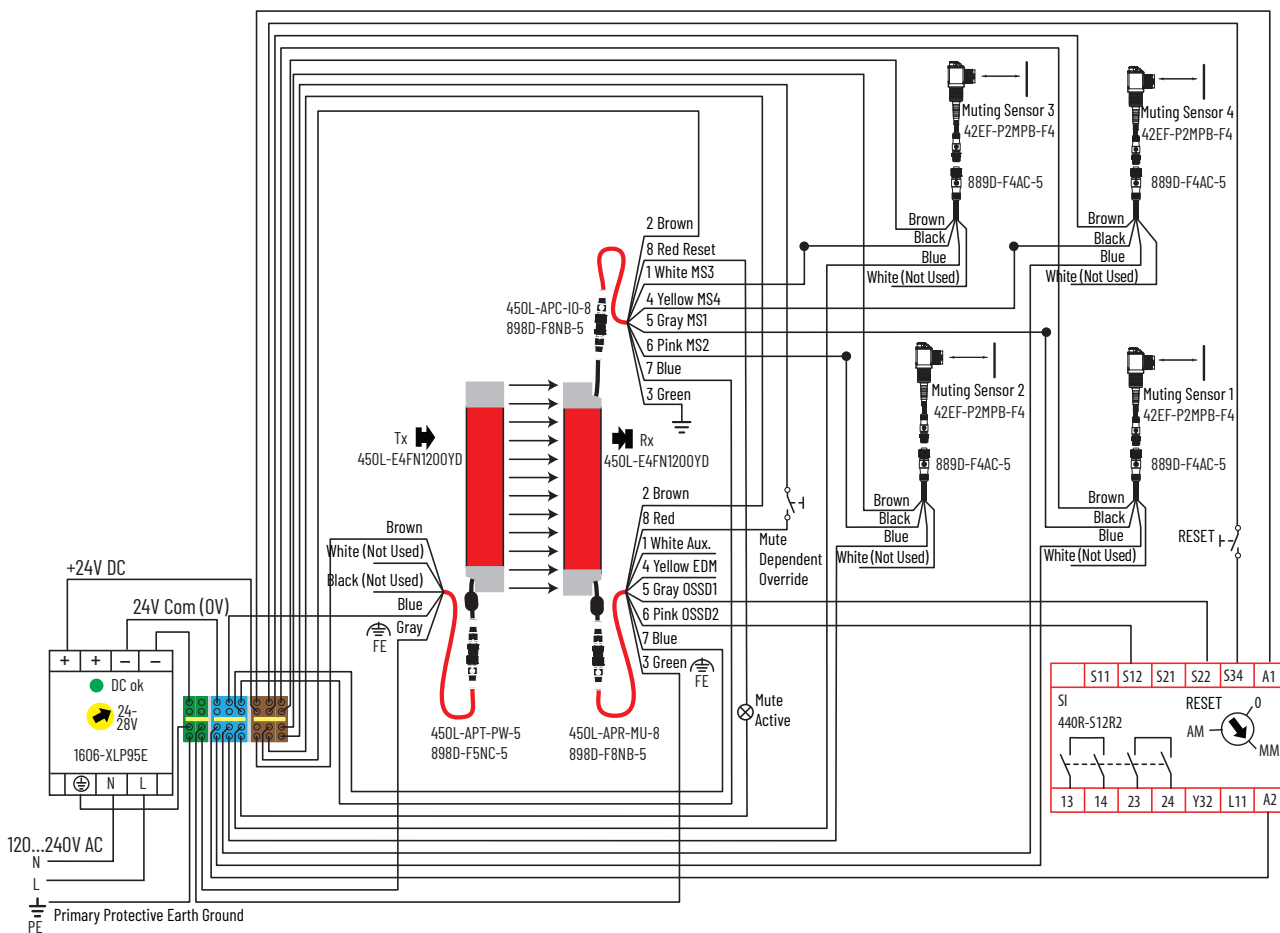 Muting Sensor 3
42EF-P2MPB-F4
889D-F4AC-5
Brown
Black
Blue
White (Not Used)
Muting Sensor 4
42EF-P2MPB-F4
889D-F4AC-5
Brown
Black
Blue
White (Not Used)
2 Brown
8 Red Reset
1 White MS3
4 Yellow MS4
5 Gray MS1
6 Pink MS2
7 Blue
3 Green
450L-APC-IO-8
898D-F8NB-5
Muting Sensor 2
42EF-P2MPB-F4
889D-F4AC-5
Brown
Black
Blue
White (Not Used)
Muting Sensor 1
42EF-P2MPB-F4
889D-F4AC-5
Brown
Black
Blue
White (Not Used)
Tx
450L-E4FN1200YD
Rx
450L-E4FN1200YD
2 Brown
8 Red
1 White Aux.
4 Yellow EDM
5 Gray OSSD1
6 Pink OSSD2
7 Blue
3 Green
FE
Mute
Dependent
Override
RESET
Brown
White (Not Used)
Black (Not Used)
Blue
Gray
FE
+24V DC
24V Com (0V)
+ + – –
DC ok
24-
28V
1606-XLP95E
N L
450L-APT-PW-5
898D-F5NC-5
450L-APR-MU-8
898D-F8NB-5
Mute
Active
S11 S12 S21 S22 S34 A1
SI
440R-S12R2
RESET
0
AM
MM
13 14 23 24 Y32 L11 A2
120...240V AC
N
L
PE
Primary Protective Earth Ground